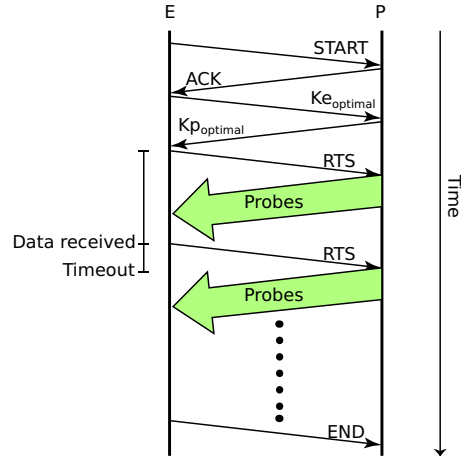 E
P
START
ACK
Ke optimal
Kp optimal
RTS
Probes
Data received
RTS
Timeout
Probes
END
Time